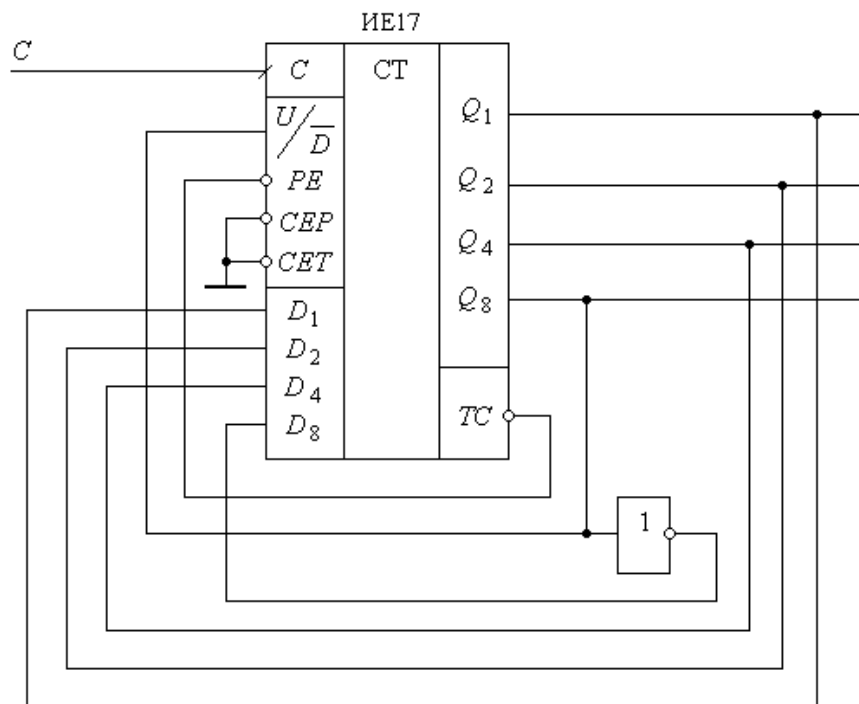 ИЕ17
C
C
CT
U/D̅
PE
CEP
CET
D1
D2
D4
D8
Q1
Q2
Q4
Q8
TC
1